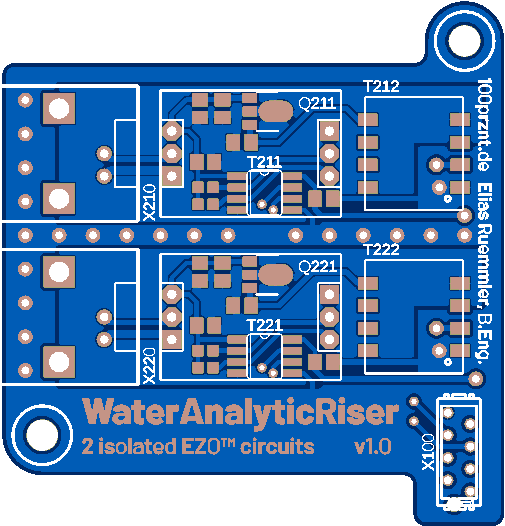 T212
Q211
T211
X210
100prznt.de Elias Ruemmler, B.Eng.
T222
Q221
T221
X220
WaterAnalyticRiser
2 isolated EZO™ circuits v1.0
X100